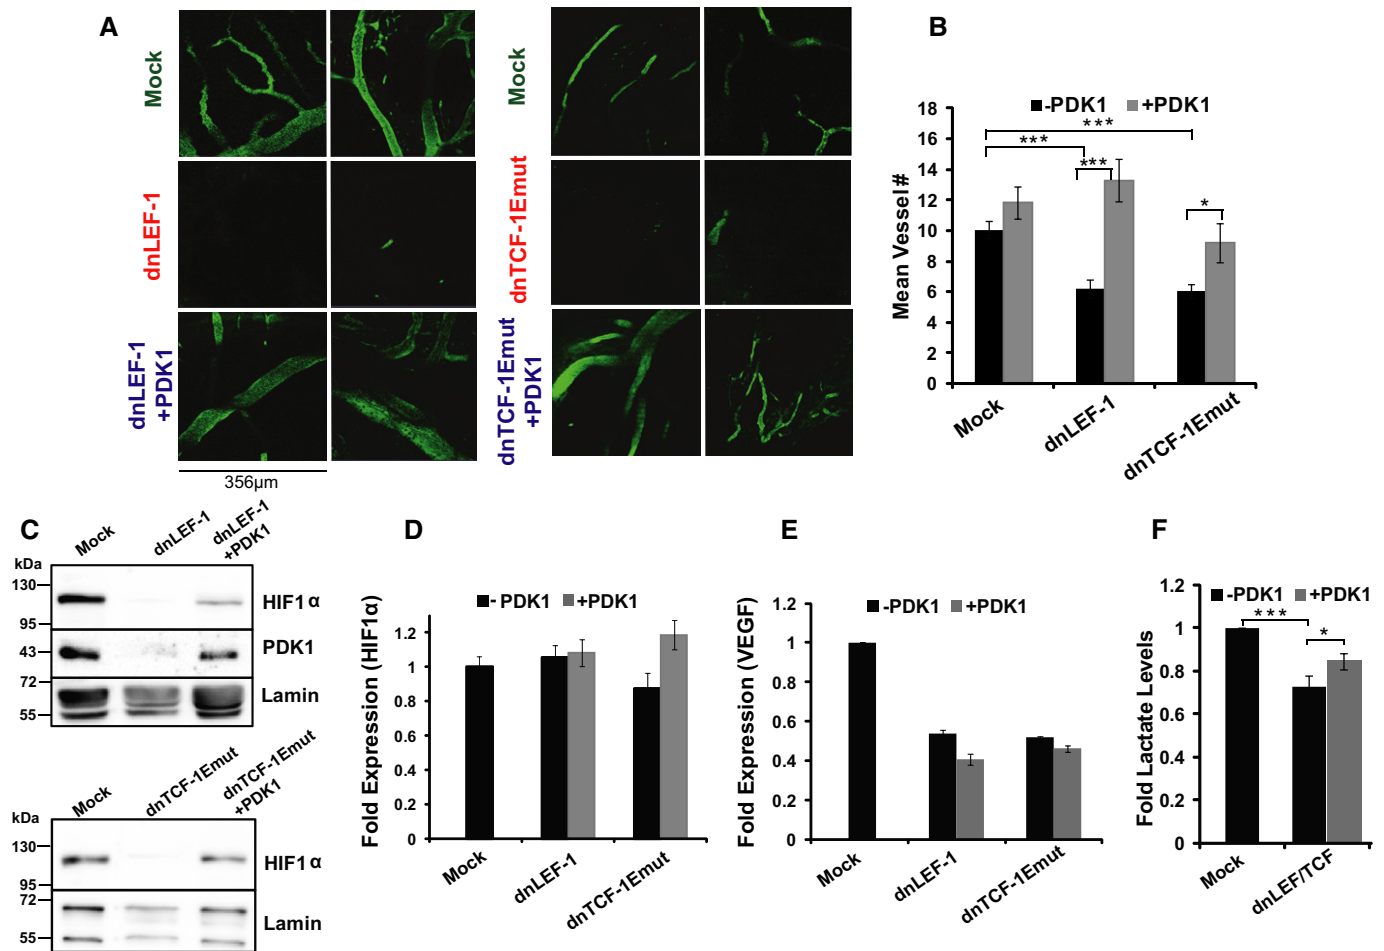 A
Mock
dnLEF-1
dnLEF-1
+PDK1
356µm
Mock
dnTCF-1Emut
dnTCF-1Emut
+PDK1
B
-PDK1 +PDK1
Mean Vessel #
18
16
14
12
10
8
6
4
2
0
***
***
***
*
Mock
dnLEF-1
dnTCF-1Emut
C
kDa
Mock
dnLEF-1
dnLEF-1
+PDK1
130
95
HIF1α
43
PDK1
72
55
Lamin
kDa
Mock
dnTCF-1Emut
dnTCF-1Emut
+PDK1
130
95
HIF1α
72
55
Lamin
D
- PDK1 +PDK1
Fold Expression (HIF1α)
1.2
1
0.8
0.6
0.4
0.2
0
Mock
dnLEF-1
dnTCF-1Emut
E
-PDK1 +PDK1
Fold Expression (VEGF)
1.2
1
0.8
0.6
0.4
0.2
0
Mock
dnLEF-1
dnTCF-1Emut
F
-PDK1 +PDK1
Fold Lactate Levels
1.2
1
0.8
0.6
0.4
0.2
0
***
*
Mock
dnLEF/TCF